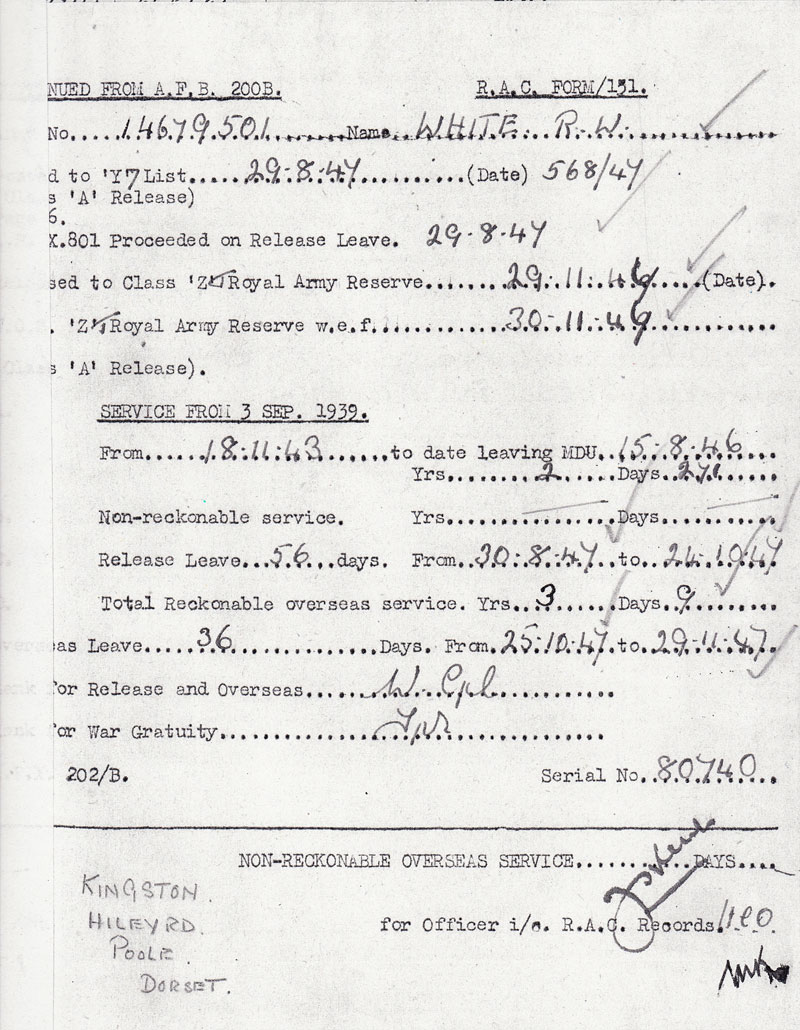 NUED FROM A.F.B. 200B. R.A.C. FORM/131.
No.....14679501........Name..WHITE. R.W...............
d to 'Y7 List.....29.8.47...........(Date) 568/47
s 'A' Release)
6.
X.801 Proceeded on Release Leave. 29-8-47
sed to Class 'Z' Royal Army Reserve........29.11.46.....(Date).
. 'Z' Royal Army Reserve w.e.f...........30.11.46............
s 'A' Release).
SERVICE FROM 3 SEP. 1939.
From......18.11.43.......to date leaving MDU..15.8.46....
Yrs.........2......Days..271......
Non-reckonable service. Yrs...............Days...........
Release Leave...56...days. From..30.8.47..to..24.10.47
Total Reckonable overseas service. Yrs..3.......Days..9........
as Leave.....36..............Days. From.25.10.47.to..29.11.47.
for Release and Overseas......W. Cpl...........
for War Gratuity...............Tpr..............
202/B. Serial No..80740....
NON-RECKONABLE OVERSEAS SERVICE...........DAYS....
for Officer i/c. R.A.C. Records.
KINGSTON.
HILEY RD.
POOLE.
DORSET.